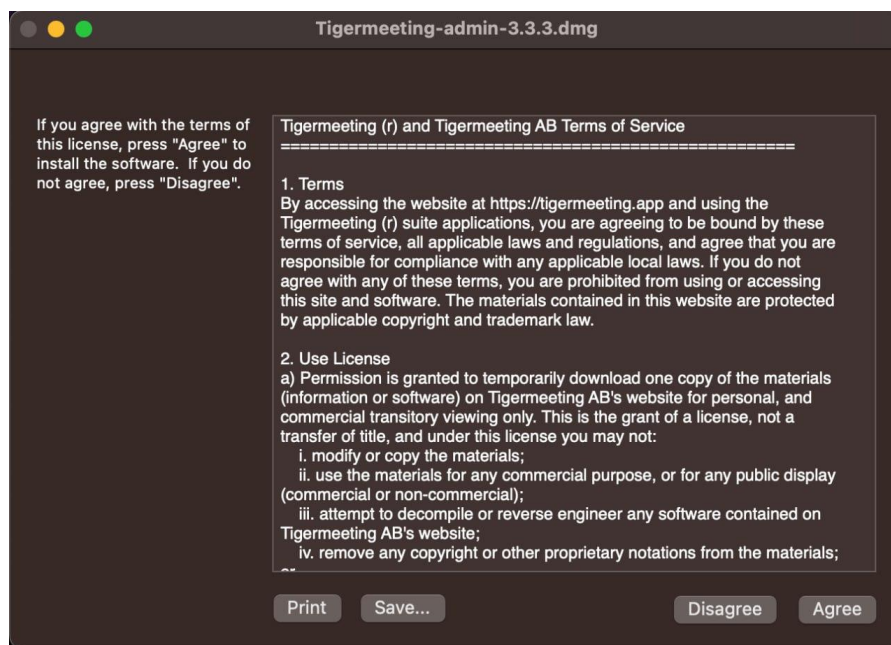 Tigermeeting-admin-3.3.3.dmg
If you agree with the terms of
this license, press "Agree" to
install the software.  If you do
not agree, press "Disagree".
Tigermeeting (r) and Tigermeeting AB Terms of Service
=====================================================
1. Terms
By accessing the website at https://tigermeeting.app and using the
Tigermeeting (r) suite applications, you are agreeing to be bound by these
terms of service, all applicable laws and regulations, and agree that you are
responsible for compliance with any applicable local laws. If you do not
agree with any of these terms, you are prohibited from using or accessing
this site and software. The materials contained in this website are protected
by applicable copyright and trademark law.
2. Use License
a) Permission is granted to temporarily download one copy of the materials
(information or software) on Tigermeeting AB's website for personal, and
commercial transitory viewing only. This is the grant of a license, not a
transfer of title, and under this license you may not:
i. modify or copy the materials;
ii. use the materials for any commercial purpose, or for any public display
(commercial or non-commercial);
iii. attempt to decompile or reverse engineer any software contained on
Tigermeeting AB's website;
iv. remove any copyright or other proprietary notations from the materials;
Print
Save...
Disagree
Agree